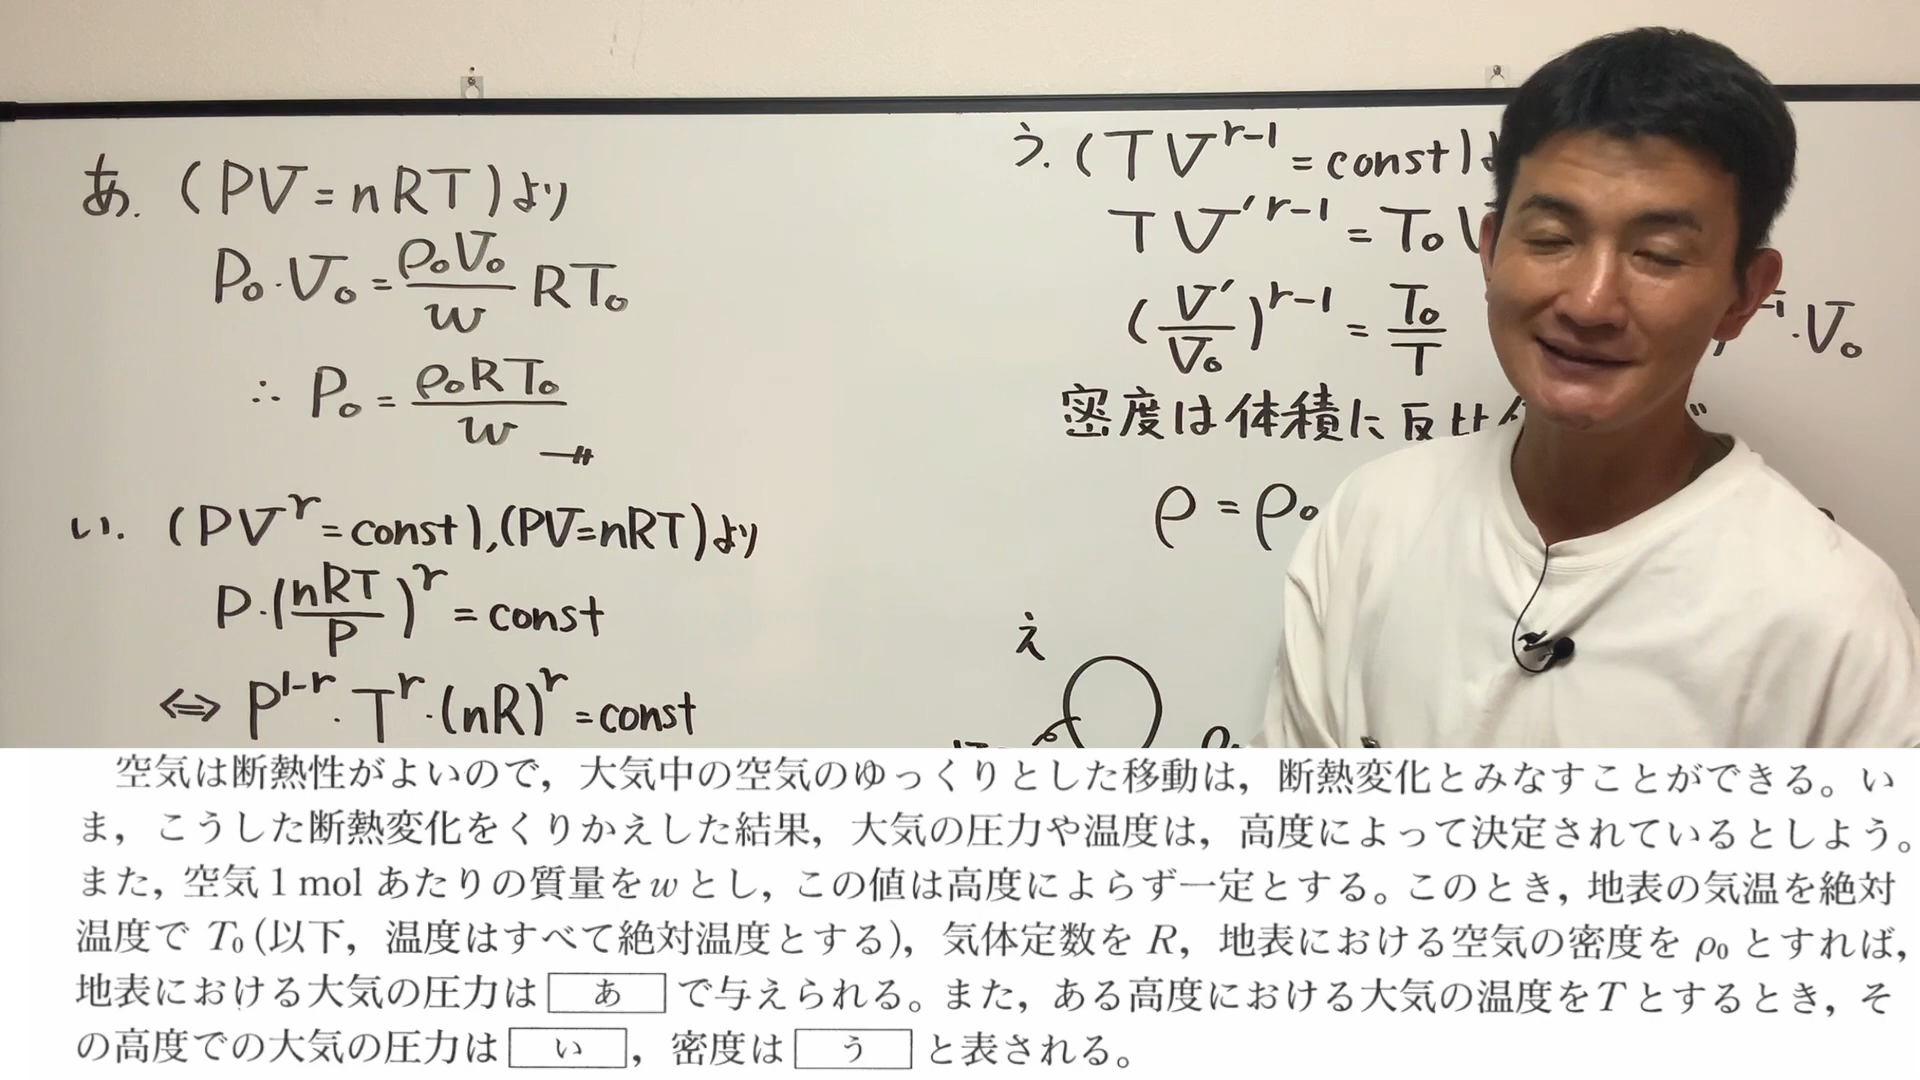 あ. (PV = nRT)より
P₀・V₀ = ρ₀V₀/w RT₀
∴ P₀ = ρ₀RT₀/w
い. (PV^r = const), (PV=nRT)より
P・(nRT/P)^r = const
⇔ P^1-r・T^r・(nR)^r = const
う. (TV^r-1 = const)
TV'^r-1 = T₀
(V'/V₀)^r-1 = T₀/T
・V₀
密度は体積に反比
ρ = ρ₀
え
空気は断熱性がよいので，大気中の空気のゆっくりとした移動は，断熱変化とみなすことができる。い
ま，こうした断熱変化をくりかえした結果，大気の圧力や温度は，高度によって決定されているとしよう。
また，空気1 mol あたりの質量をwとし，この値は高度によらず一定とする。このとき，地表の気温を絶対
温度で T₀(以下，温度はすべて絶対温度とする)，気体定数を R，地表における空気の密度を ρ₀ とすれば，
地表における大気の圧力は あ で与えられる。また，ある高度における大気の温度をTとするとき，そ
の高度での大気の圧力は い ，密度は う と表される。